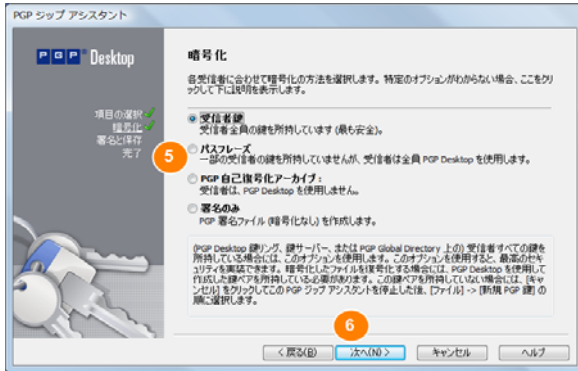 PGP ジップ アシスタント
PGP Desktop
暗号化
各受信者に合わせて暗号化の方法を選択します。特定のオプションがわからない場合、ここをクリ
ックして下に説明を表示します。
項目の選択
暗号化
署名と保存
完了
受信者鍵
受信者全員の鍵を所持しています (最も安全)。
5
パスフレーズ
一部の受信者の鍵を所持していませんが、受信者は全員 PGP Desktop を使用します。
PGP 自己復号化アーカイブ :
受信者は、PGP Desktop を使用しません。
署名のみ
PGP 署名ファイル (暗号化なし) を作成します。
(PGP Desktop 鍵リング、鍵サーバー、または PGP Global Directory 上の) 受信者すべての鍵を
所持している場合には、このオプションを使用します。このオプションを使用すると、最高のセキ
ュリティを実装できます。暗号化したファイルを復号化する場合には、PGP Desktop を使用して
作成した鍵ペアを所持している必要があります。この鍵ペアを所持していない場合には、[キャ
ンセル] をクリックしてこの PGP ジップ アシスタントを停止した後、[ファイル] -> [新規 PGP 鍵] の
順に選択します。
6
< 戻る(B)
次へ(N) >
キャンセル
ヘルプ